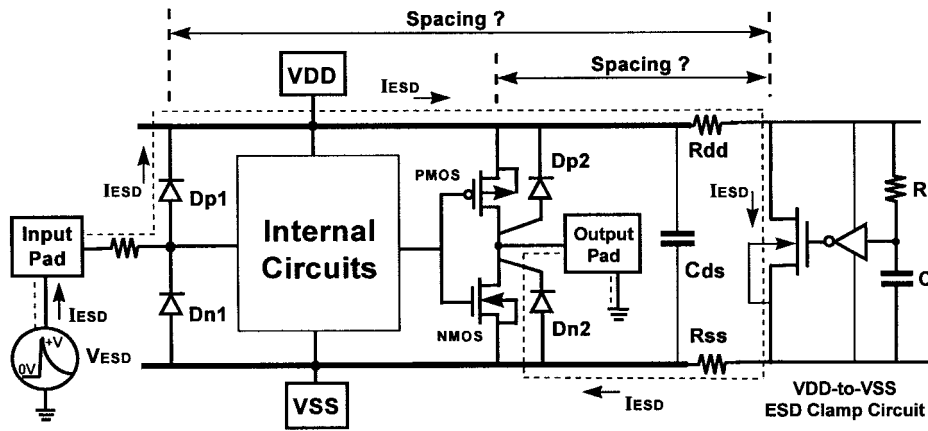 Spacing ?
Spacing ?
VDD
IESD
Rdd
IESD
Dp1
PMOS
Dp2
IESD
R
Input
Pad
Internal
Circuits
Output
Pad
Cds
C
Dn1
IESD
NMOS
Dn2
Rss
+V
0V
VESD
VSS
IESD
VDD-to-VSS
ESD Clamp Circuit